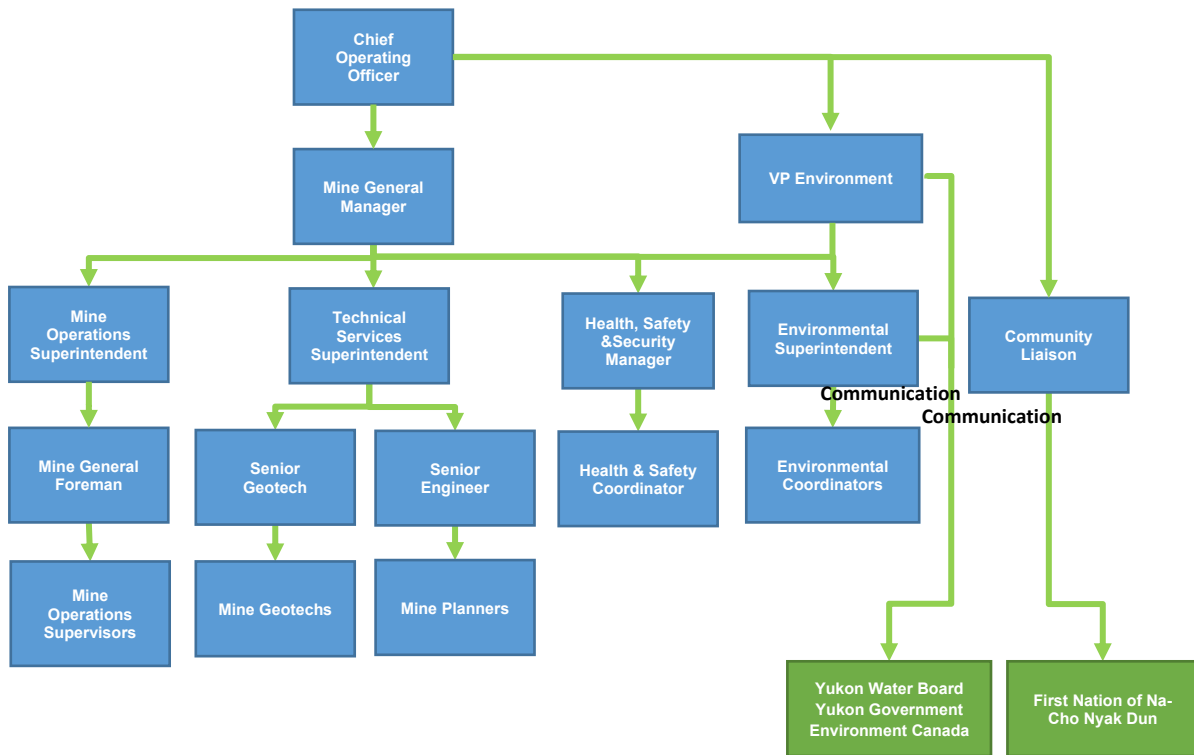 Chief
Operating
Officer
Mine General
Manager
VP Environment
Mine
Operations
Superintendent
Technical
Services
Superintendent
Health, Safety
&Security
Manager
Environmental
Superintendent
Community
Liaison
Communication
Communication
Mine General
Foreman
Senior
Geotech
Senior
Engineer
Health & Safety
Coordinator
Environmental
Coordinators
Mine
Operations
Supervisors
Mine Geotechs
Mine Planners
Yukon Water Board
Yukon Government
Environment Canada
First Nation of Na-
Cho Nyak Dun